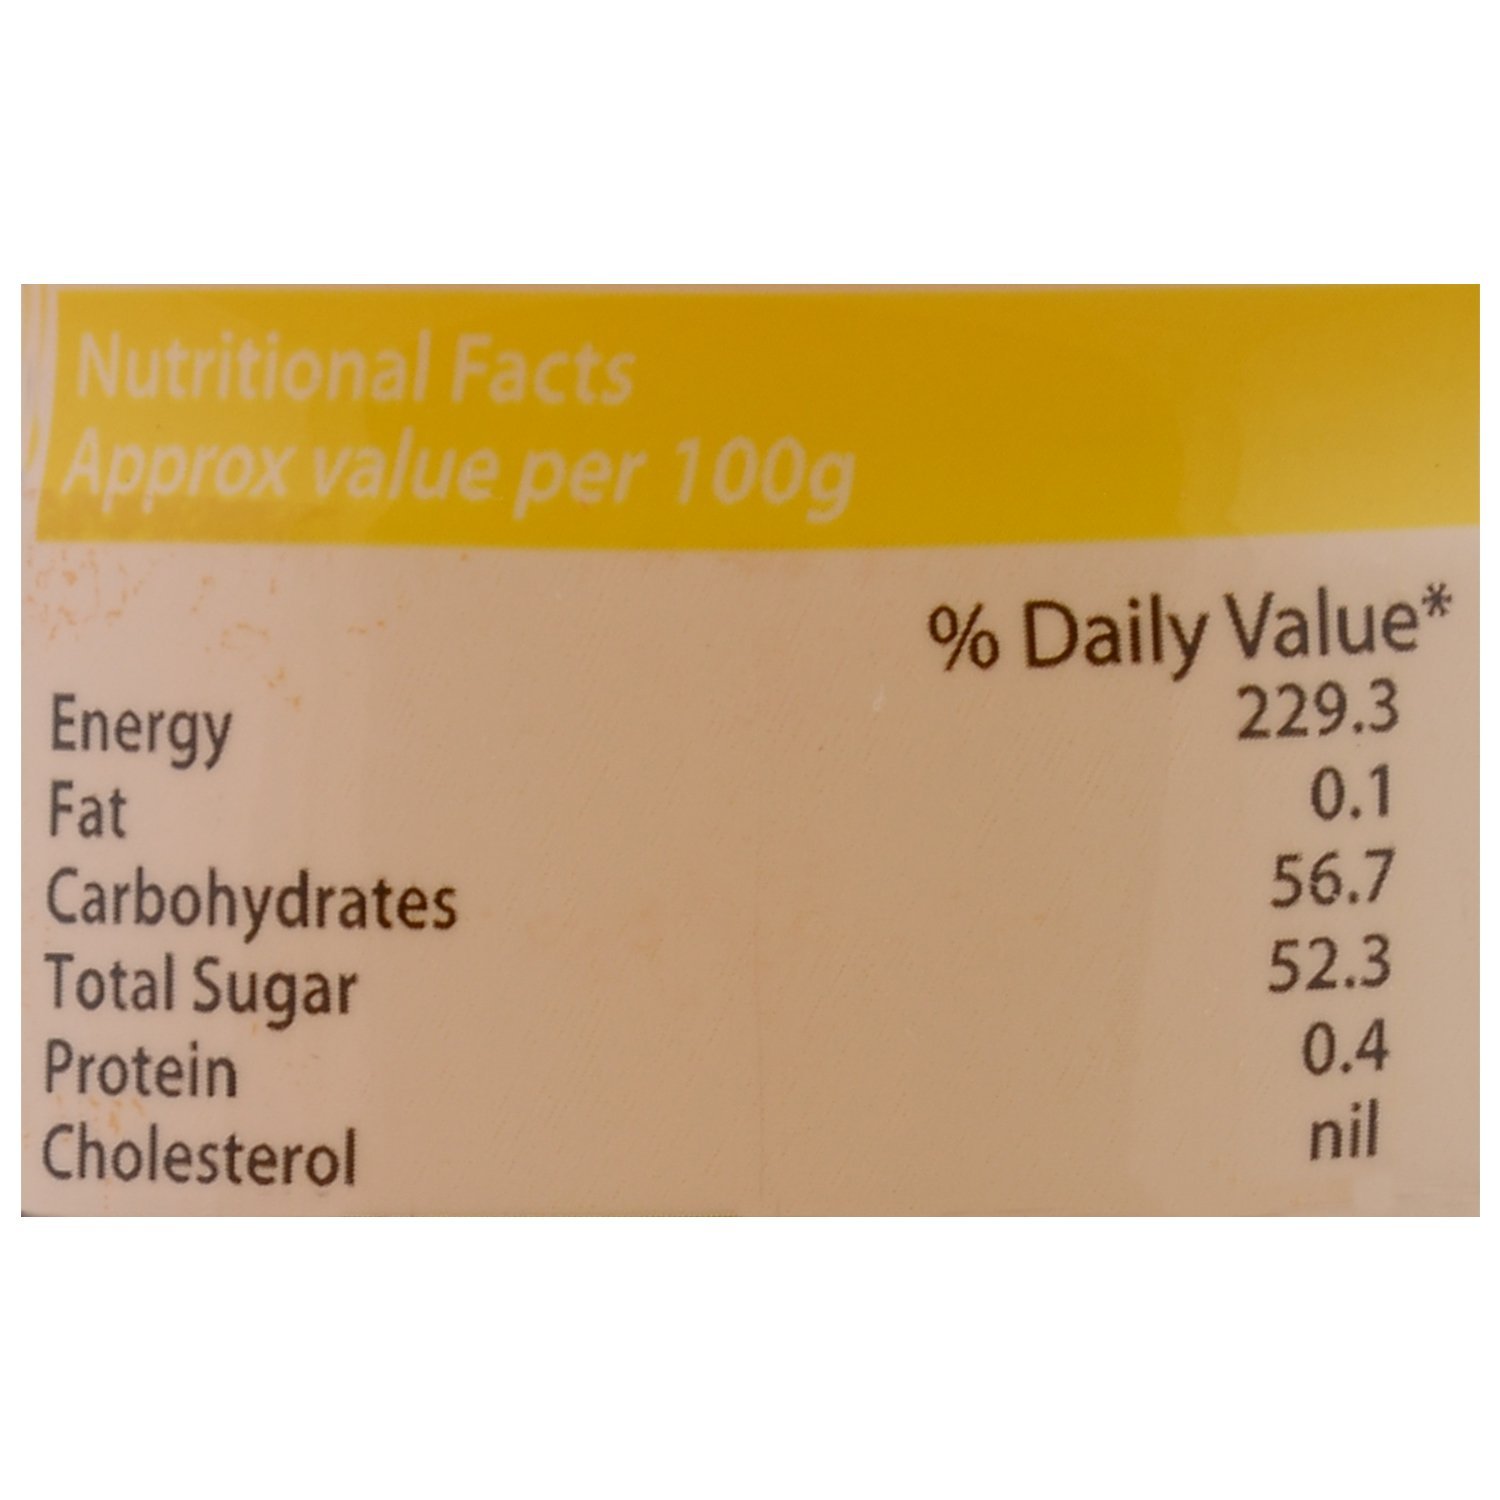 Nutritional Facts
Approx value per 100g
% Daily Value*
Energy 229.3
Fat 0.1
Carbohydrates 56.7
Total Sugar 52.3
Protein 0.4
Cholesterol nil